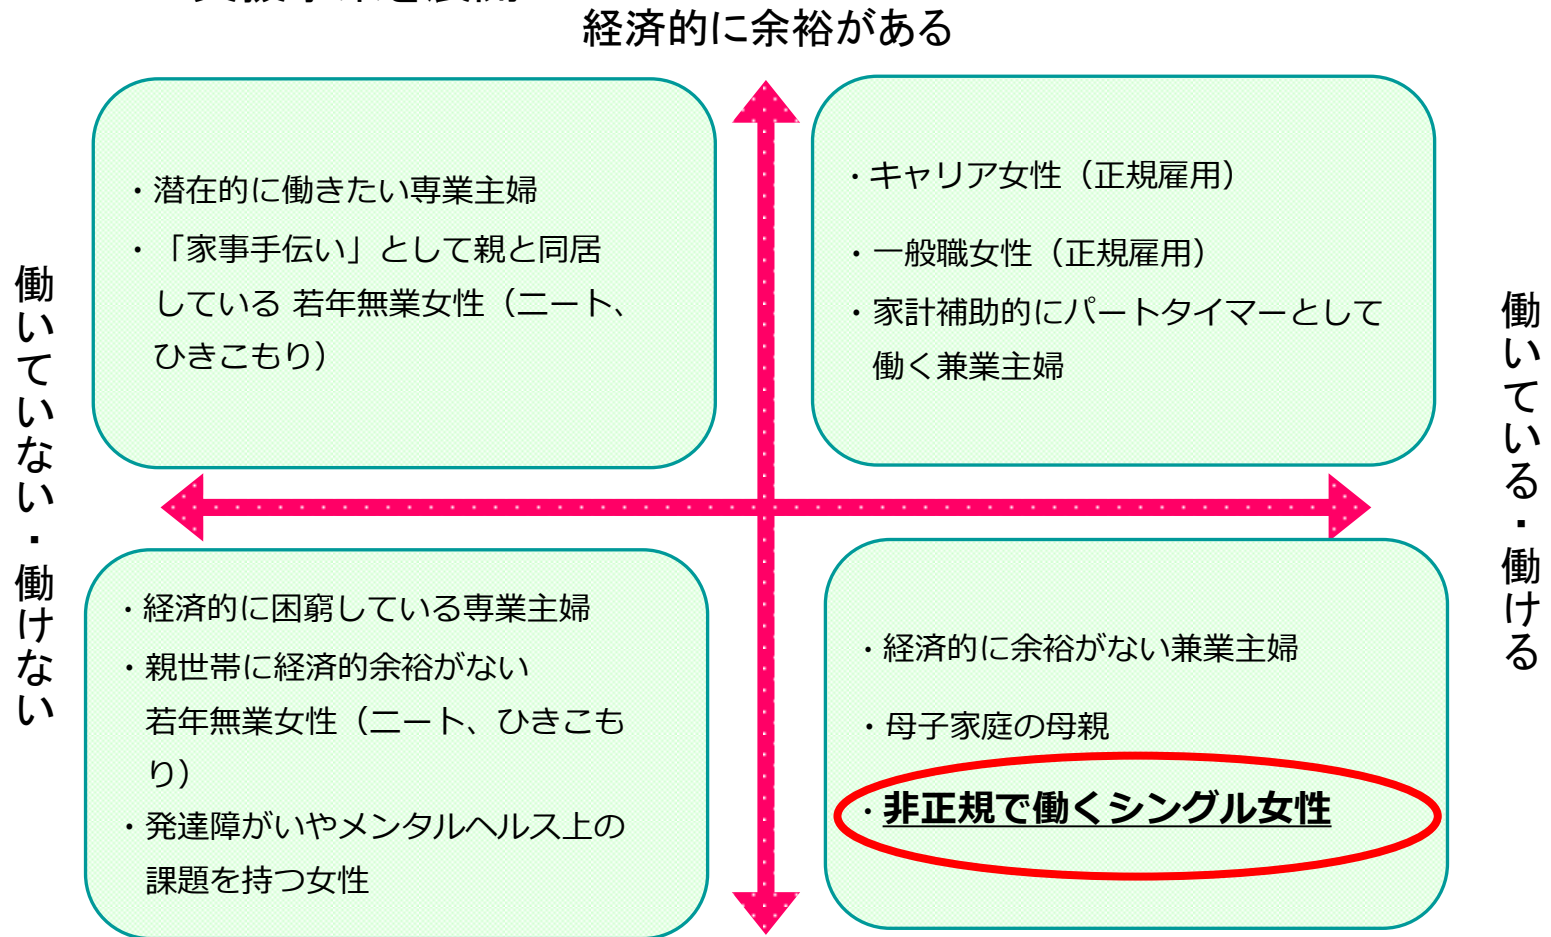 経済的に余裕がある
・潜在的に働きたい専業主婦
・「家事手伝い」として親と同居
している 若年無業女性（ニート、
ひきこもり）
・キャリア女性（正規雇用）
・一般職女性（正規雇用）
・家計補助的にパートタイマーとして
働く兼業主婦
働いていない・働けない
働いている・働ける
・経済的に困窮している専業主婦
・親世帯に経済的余裕がない
若年無業女性（ニート、ひきこも
り）
・発達障がいやメンタルヘルス上の
課題を持つ女性
・経済的に余裕がない兼業主婦
・母子家庭の母親
・非正規で働くシングル女性